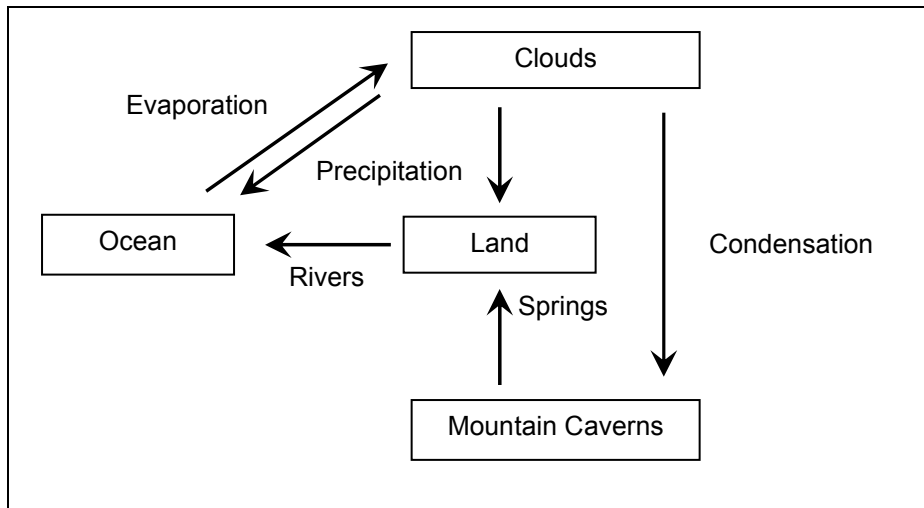 Clouds
Evaporation
Precipitation
Ocean
Land
Condensation
Rivers
Springs
Mountain Caverns